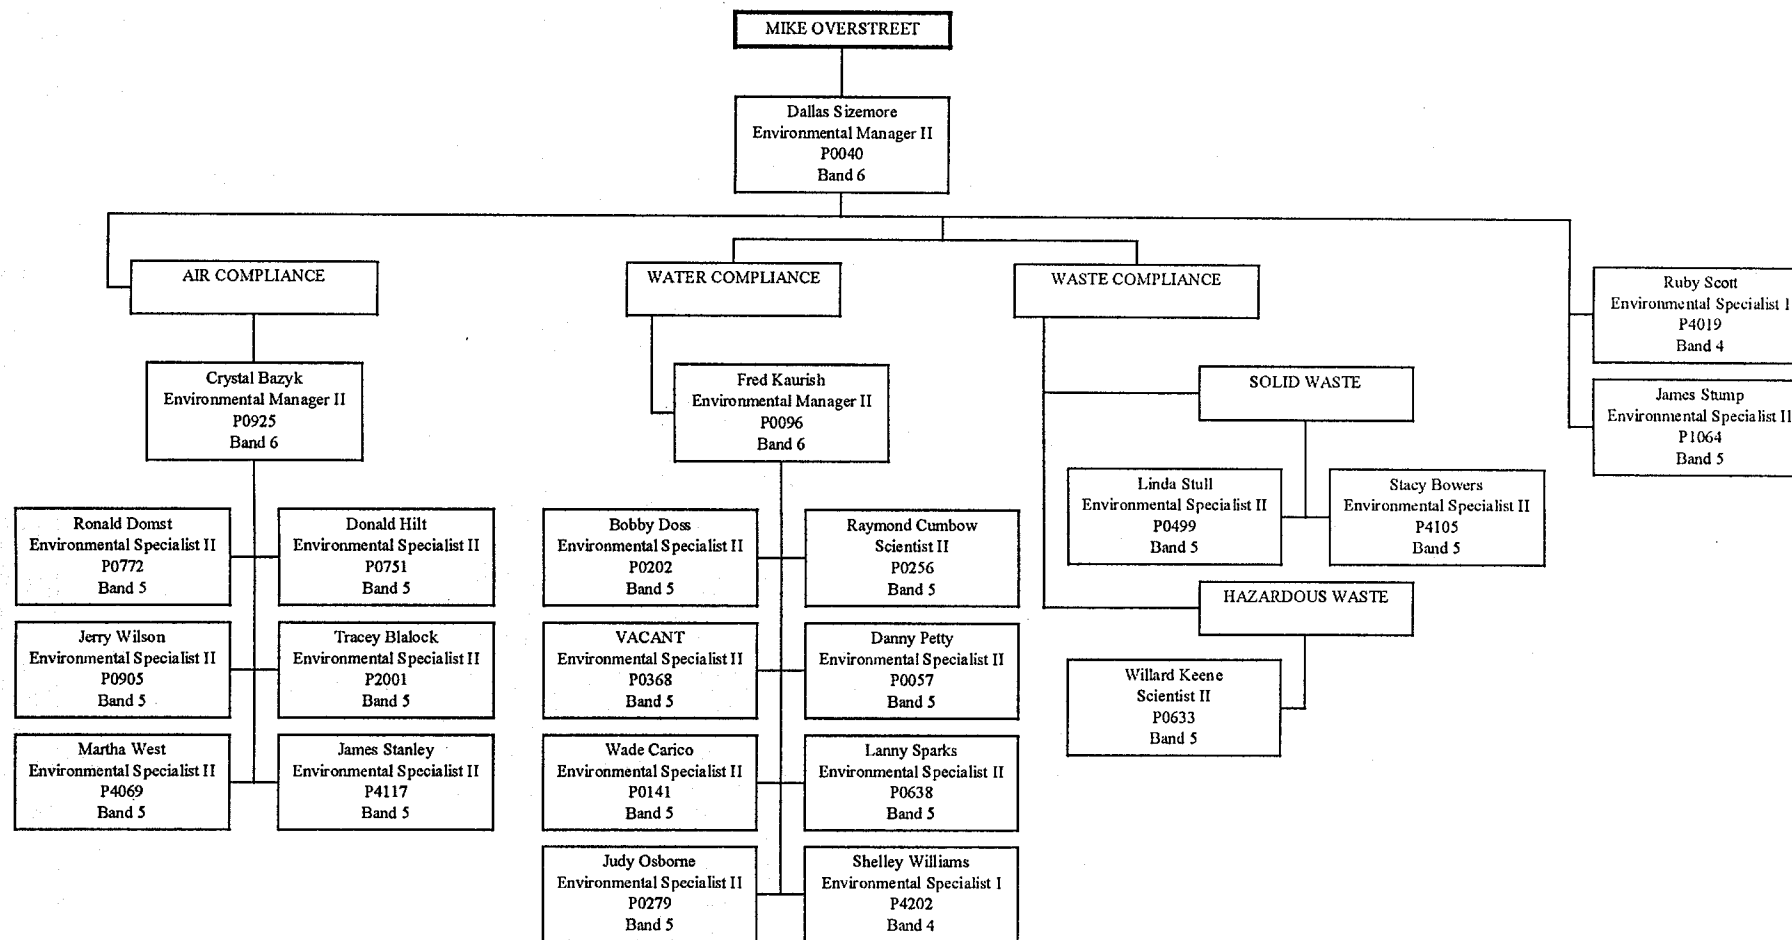 MIKE OVERSTREET
Dallas Sizemore
Environmental Manager II
P0040
Band 6
AIR COMPLIANCE
WATER COMPLIANCE
WASTE COMPLIANCE
Ruby Scott
Environmental Specialist I
P4019
Band 4
James Stump
Environmental Specialist II
P1064
Band 5
Crystal Bazyk
Environmental Manager II
P0925
Band 6
Fred Kaurish
Environmental Manager II
P0096
Band 6
SOLID WASTE
Linda Stull
Environmental Specialist II
P0499
Band 5
Stacy Bowers
Environmental Specialist II
P4105
Band 5
HAZARDOUS WASTE
Willard Keene
Scientist II
P0633
Band 5
Ronald Domst
Environmental Specialist II
P0772
Band 5
Donald Hilt
Environmental Specialist II
P0751
Band 5
Jerry Wilson
Environmental Specialist II
P0905
Band 5
Tracey Blalock
Environmental Specialist II
P2001
Band 5
Martha West
Environmental Specialist II
P4069
Band 5
James Stanley
Environmental Specialist II
P4117
Band 5
Bobby Doss
Environmental Specialist II
P0202
Band 5
Raymond Cumbow
Scientist II
P0256
Band 5
VACANT
Environmental Specialist II
P0368
Band 5
Danny Petty
Environmental Specialist II
P0057
Band 5
Wade Carico
Environmental Specialist II
P0141
Band 5
Lanny Sparks
Environmental Specialist II
P0638
Band 5
Judy Osborne
Environmental Specialist II
P0279
Band 5
Shelley Williams
Environmental Specialist I
P4202
Band 4